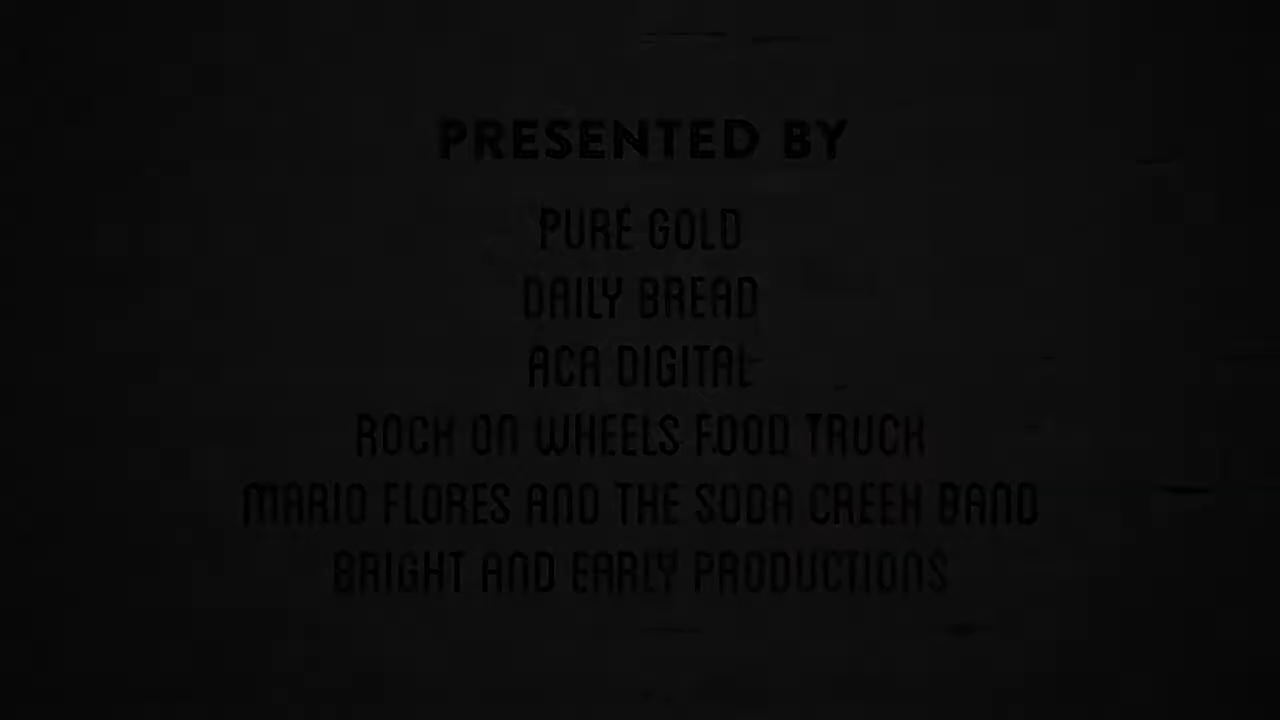 PRESENTED BY
PURE GOLD
DAILY BREAD
ACA DIGITAL
ROCK ON WHEELS FOOD TRUCK
MARIO FLORES AND THE SODA CREEK BAND
BRIGHT AND EARLY PRODUCTIONS